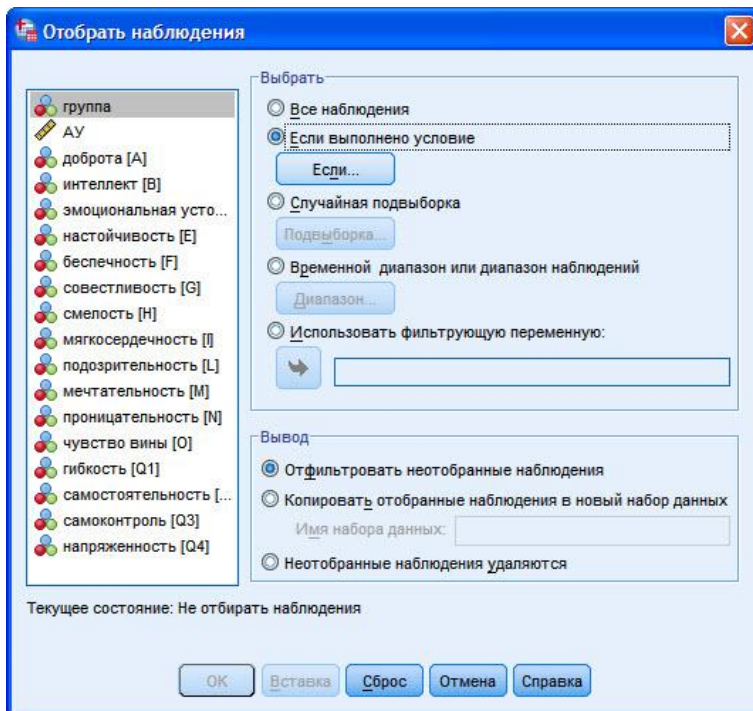 Отобрать наблюдения
группа
АУ
доброта [A]
интеллект [B]
эмоциональная усто...
настойчивость [E]
беспечность [F]
совестливость [G]
смелость [H]
мягкосердечность [I]
подозрительность [L]
мечтательность [M]
проницательность [N]
чувство вины [O]
гибкость [Q1]
самостоятельность [...
самоконтроль [Q3]
напряженность [Q4]
Выбрать
Все наблюдения
Если выполнено условие
Если...
Случайная подвыборка
Подвыборка...
Временной диапазон или диапазон наблюдений
Диапазон...
Использовать фильтрующую переменную:
Вывод
Отфильтровать неотобранные наблюдения
Копировать отобранные наблюдения в новый набор данных
Имя набора данных:
Неотобранные наблюдения удаляются
Текущее состояние: Не отбирать наблюдения
OK Вставка Сброс Отмена Справка